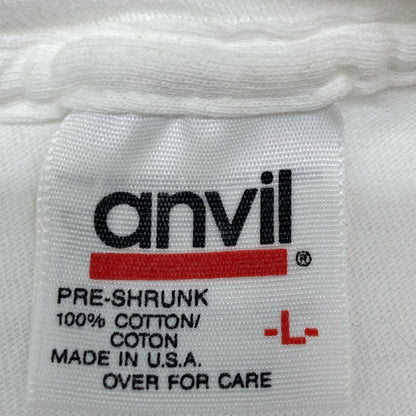 anvil®
PRE-SHRUNK
100% COTTON/
COTON
-L-
MADE IN U.S.A.
OVER FOR CARE